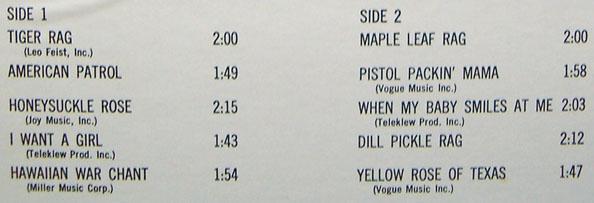 SIDE 1
TIGER RAG 2:00
(Leo Feist, Inc.)
AMERICAN PATROL 1:49
HONEYSUCKLE ROSE 2:15
(Joy Music, Inc.)
I WANT A GIRL 1:43
(Teleklew Prod. Inc.)
HAWAIIAN WAR CHANT 1:54
(Miller Music Corp.)
SIDE 2
MAPLE LEAF RAG 2:00
PISTOL PACKIN' MAMA 1:58
(Vogue Music Inc.)
WHEN MY BABY SMILES AT ME 2:03
(Teleklew Prod. Inc.)
DILL PICKLE RAG 2:12
YELLOW ROSE OF TEXAS 1:47
(Vogue Music Inc.)